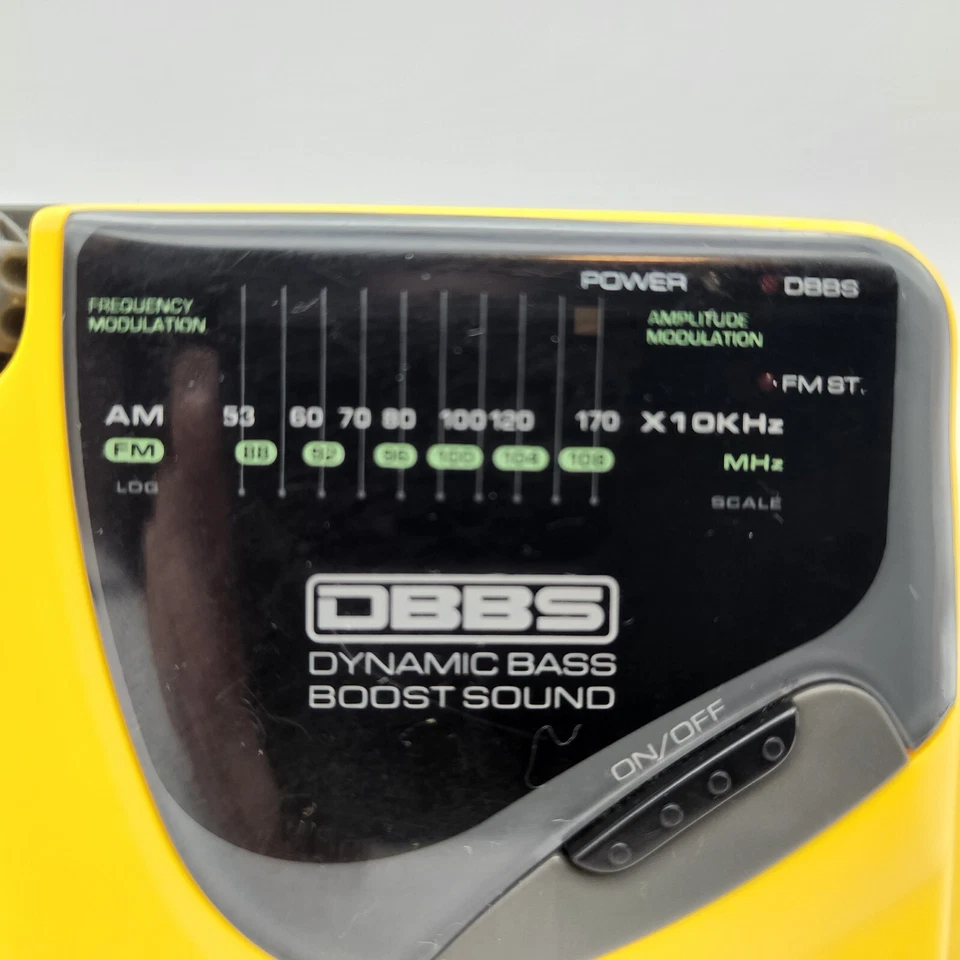 POWER DBBS
FREQUENCY
MODULATION
AMPLITUDE
MODULATION
FM ST.
AM 53 60 70 80 100 120 170 X10KHz
FM 88 92 96 100 104 108 MHz
LOG SCALE
DBBS
DYNAMIC BASS
BOOST SOUND
ON/OFF